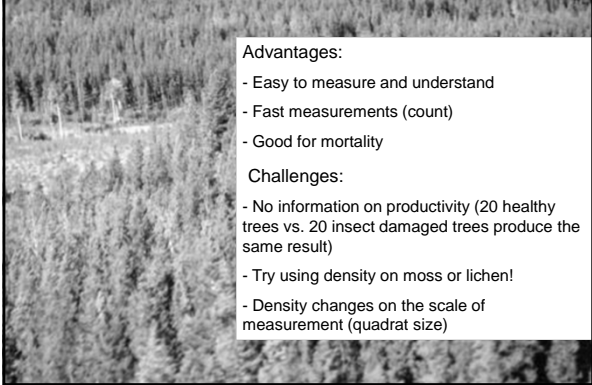 Advantages:
- Easy to measure and understand
- Fast measurements (count)
- Good for mortality
Challenges:
- No information on productivity (20 healthy
trees vs. 20 insect damaged trees produce the
same result)
- Try using density on moss or lichen!
- Density changes on the scale of
measurement (quadrat size)